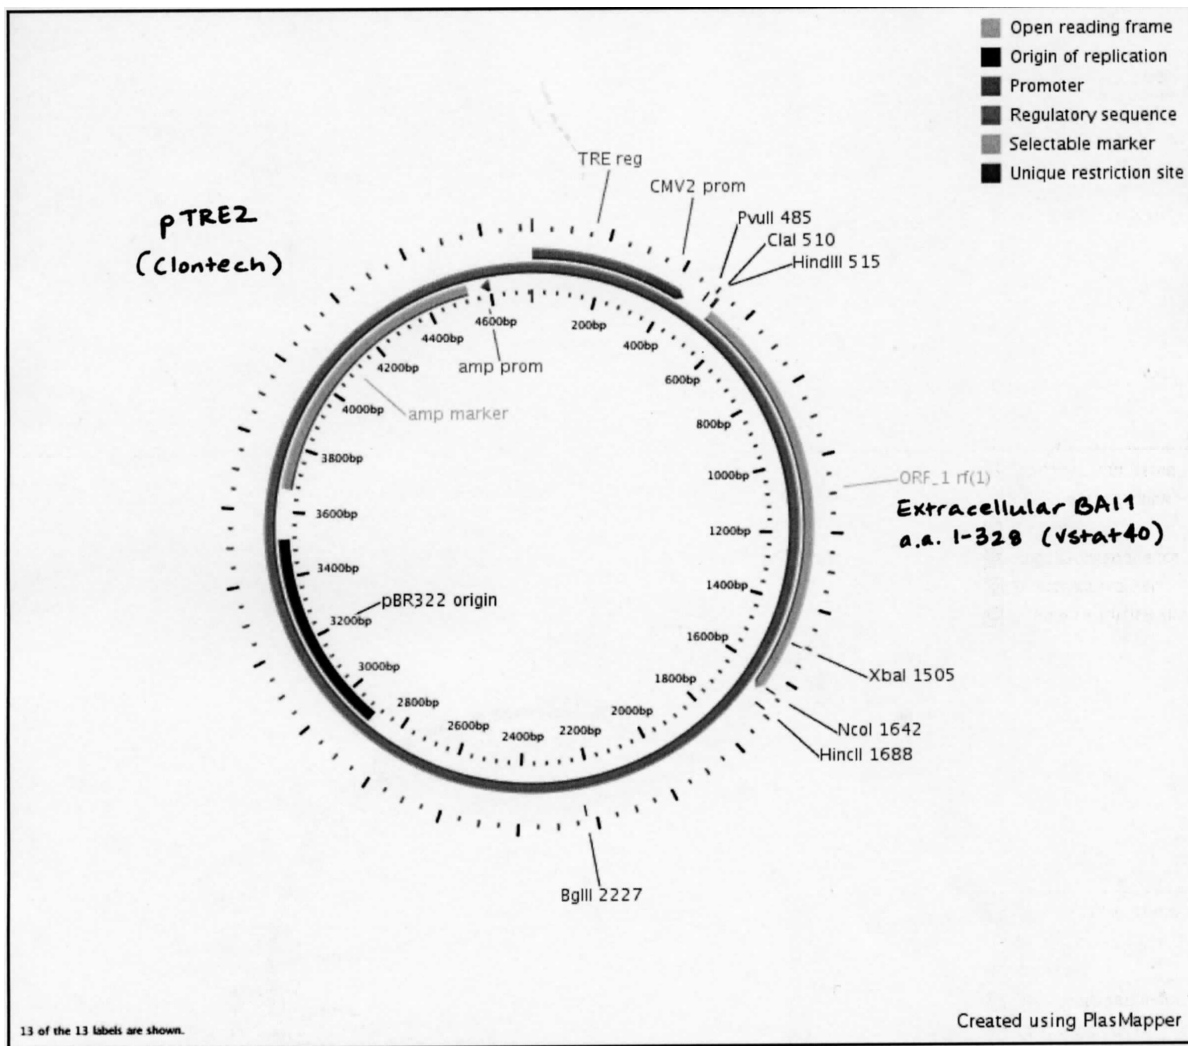 Open reading frame
Origin of replication
Promoter
Regulatory sequence
Selectable marker
Unique restriction site
pTRE2
(Clontech)
TRE reg
CMV2 prom
PvuII 485
ClaI 510
HindIII 515
1
200bp
400bp
600bp
800bp
1000bp
1200bp
1400bp
1600bp
1800bp
2000bp
2200bp
2400bp
2600bp
2800bp
3000bp
3200bp
3400bp
3600bp
3800bp
4000bp
4200bp
4400bp
4600bp
amp prom
amp marker
pBR322 origin
ORF_1 rf(1)
Extracellular BAI1
a.a. 1-328 (Vstat40)
XbaI 1505
NcoI 1642
HincII 1688
BglII 2227
13 of the 13 labels are shown.
Created using PlasMapper